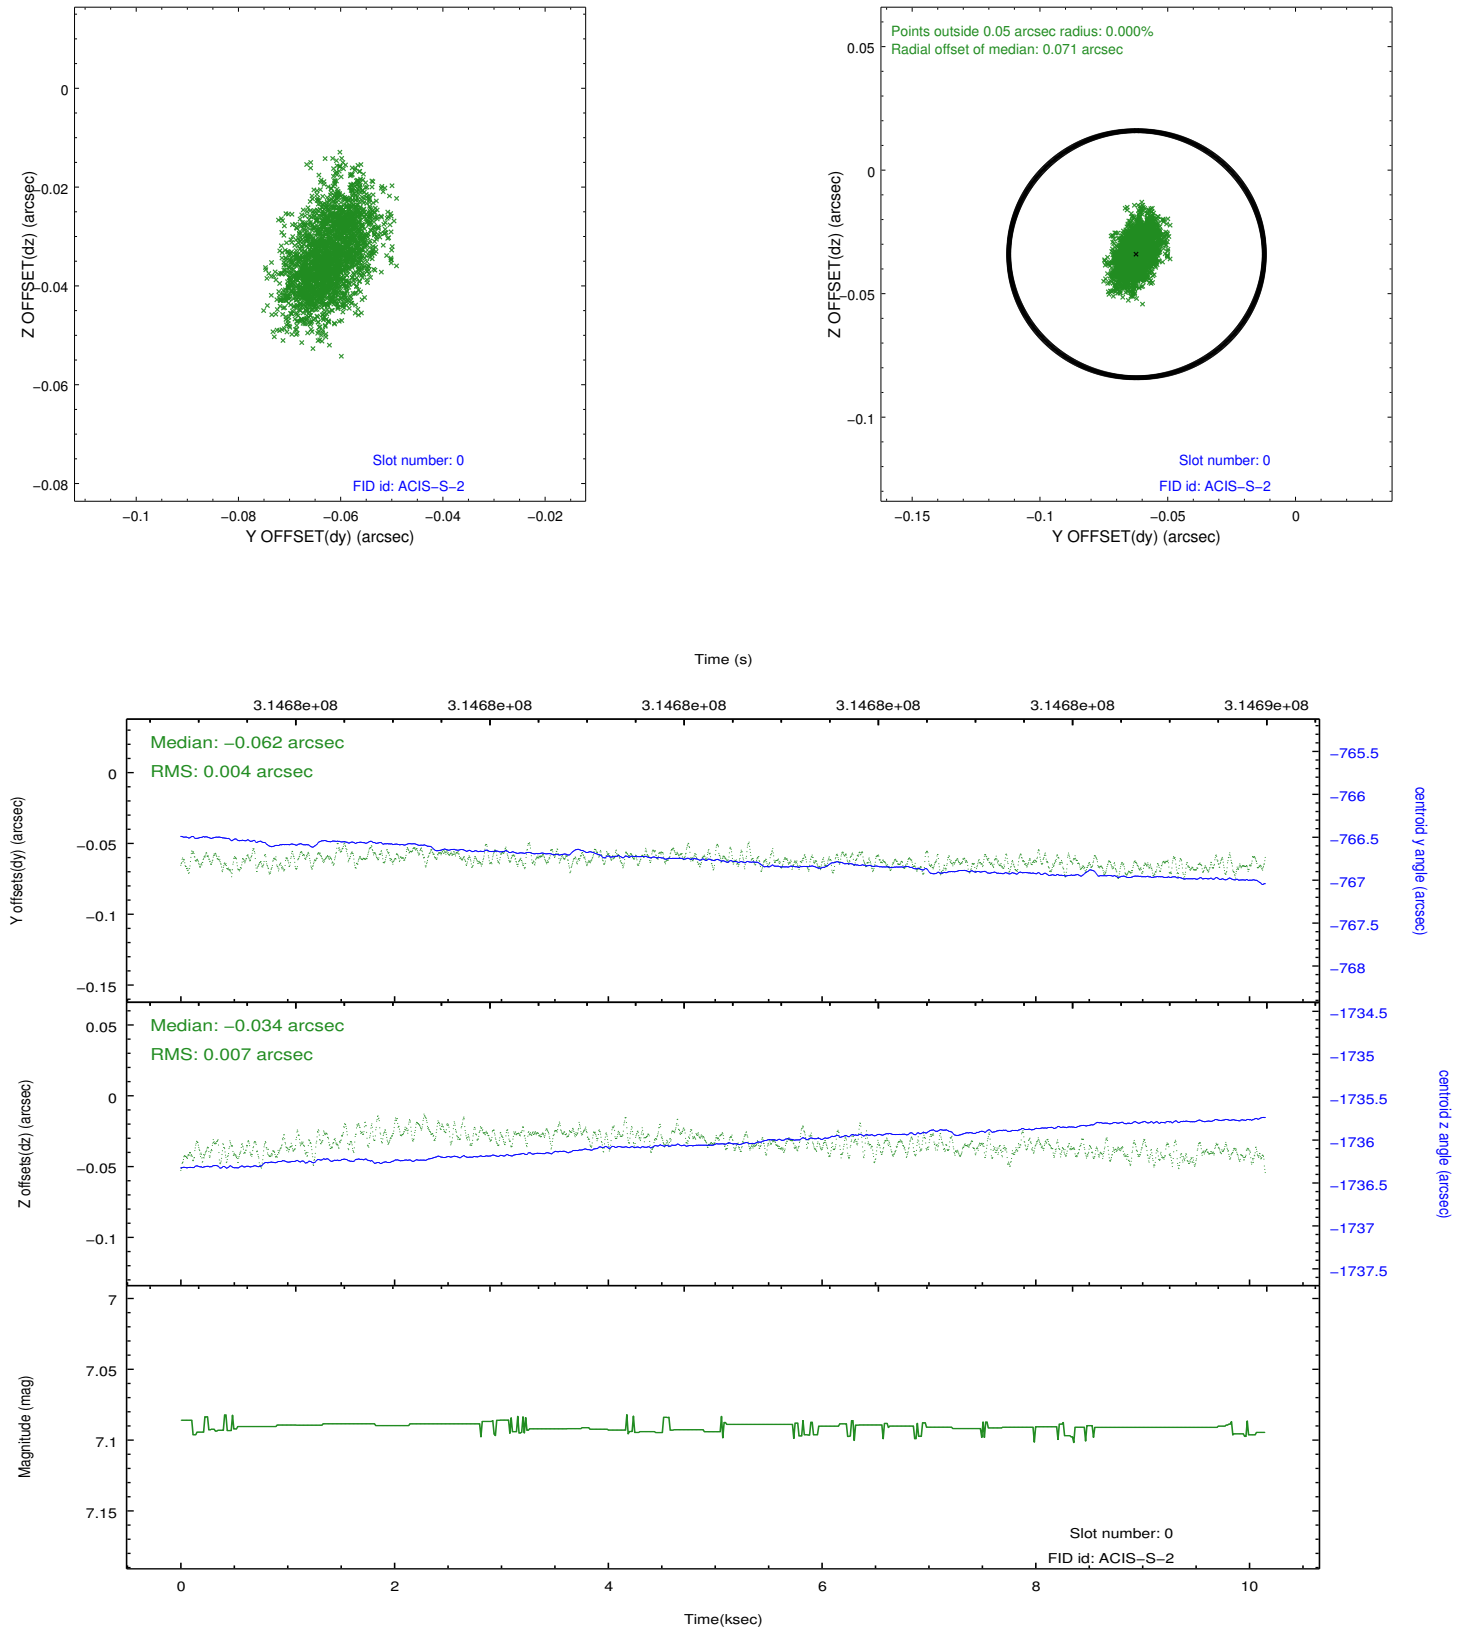 0
−0.02
−0.04
−0.06
−0.08
Z OFFSET(dz) (arcsec)
Slot number: 0
FID id: ACIS−S−2
−0.1
−0.08
−0.06
−0.04
−0.02
Y OFFSET(dy) (arcsec)
Points outside 0.05 arcsec radius: 0.000%
Radial offset of median: 0.071 arcsec
0.05
0
−0.05
−0.1
Z OFFSET(dz) (arcsec)
Slot number: 0
FID id: ACIS−S−2
−0.15
−0.1
−0.05
0
Y OFFSET(dy) (arcsec)
Time (s)
3.1468e+08
3.1468e+08
3.1468e+08
3.1468e+08
3.1468e+08
3.1469e+08
Median: −0.062 arcsec
RMS: 0.004 arcsec
0
−0.05
−0.1
−0.15
Y offsets(dy) (arcsec)
−765.5
−766
−766.5
−767
−767.5
−768
centroid y angle (arcsec)
Median: −0.034 arcsec
RMS: 0.007 arcsec
0.05
0
−0.05
−0.1
Z offsets(dz) (arcsec)
−1734.5
−1735
−1735.5
−1736
−1736.5
−1737
−1737.5
centroid z angle (arcsec)
7
7.05
7.1
7.15
Magnitude (mag)
Slot number: 0
FID id: ACIS−S−2
0
2
4
6
8
10
Time(ksec)